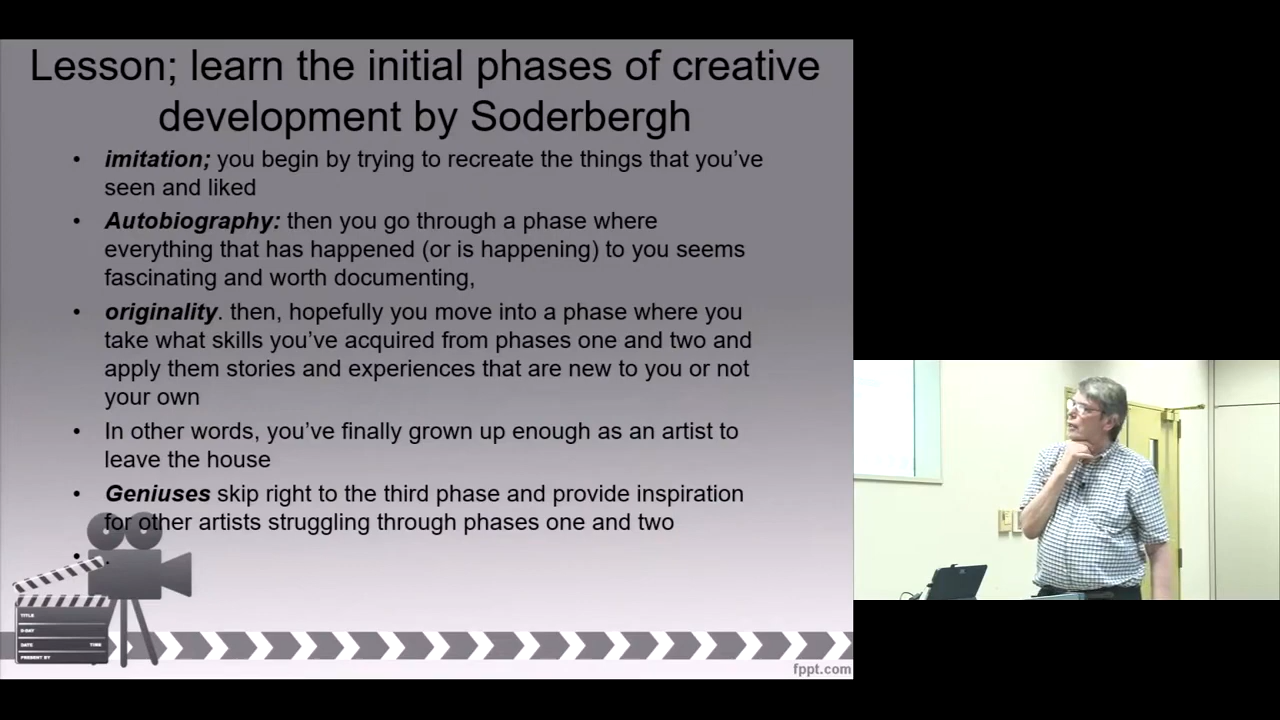 Lesson; learn the initial phases of creative
development by Soderbergh
• imitation; you begin by trying to recreate the things that you’ve
seen and liked
• Autobiography: then you go through a phase where
everything that has happened (or is happening) to you seems
fascinating and worth documenting,
• originality. then, hopefully you move into a phase where you
take what skills you’ve acquired from phases one and two and
apply them stories and experiences that are new to you or not
your own
• In other words, you’ve finally grown up enough as an artist to
leave the house
• Geniuses skip right to the third phase and provide inspiration
for other artists struggling through phases one and two
• .
TITLE
DATE TIME
PRESENT BY
fppt.com